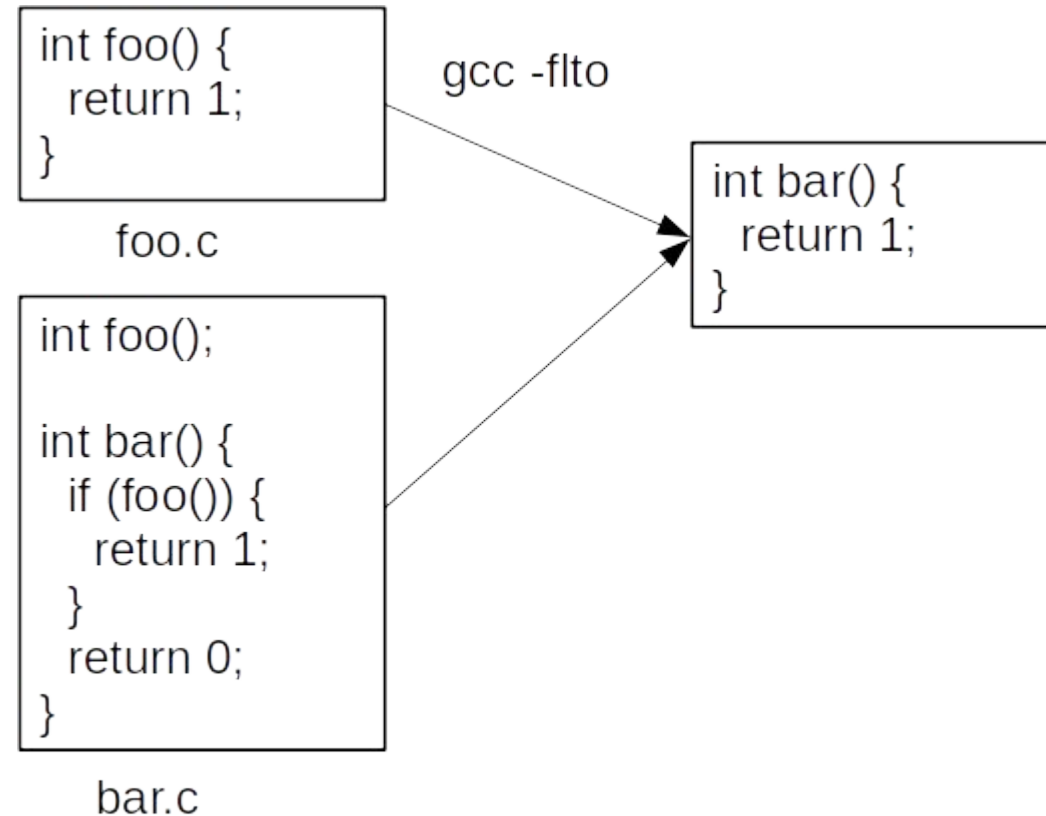 int foo() {
  return 1;
}
foo.c
gcc -flto
int foo();

int bar() {
  if (foo()) {
    return 1;
  }
  return 0;
}
bar.c
int bar() {
  return 1;
}